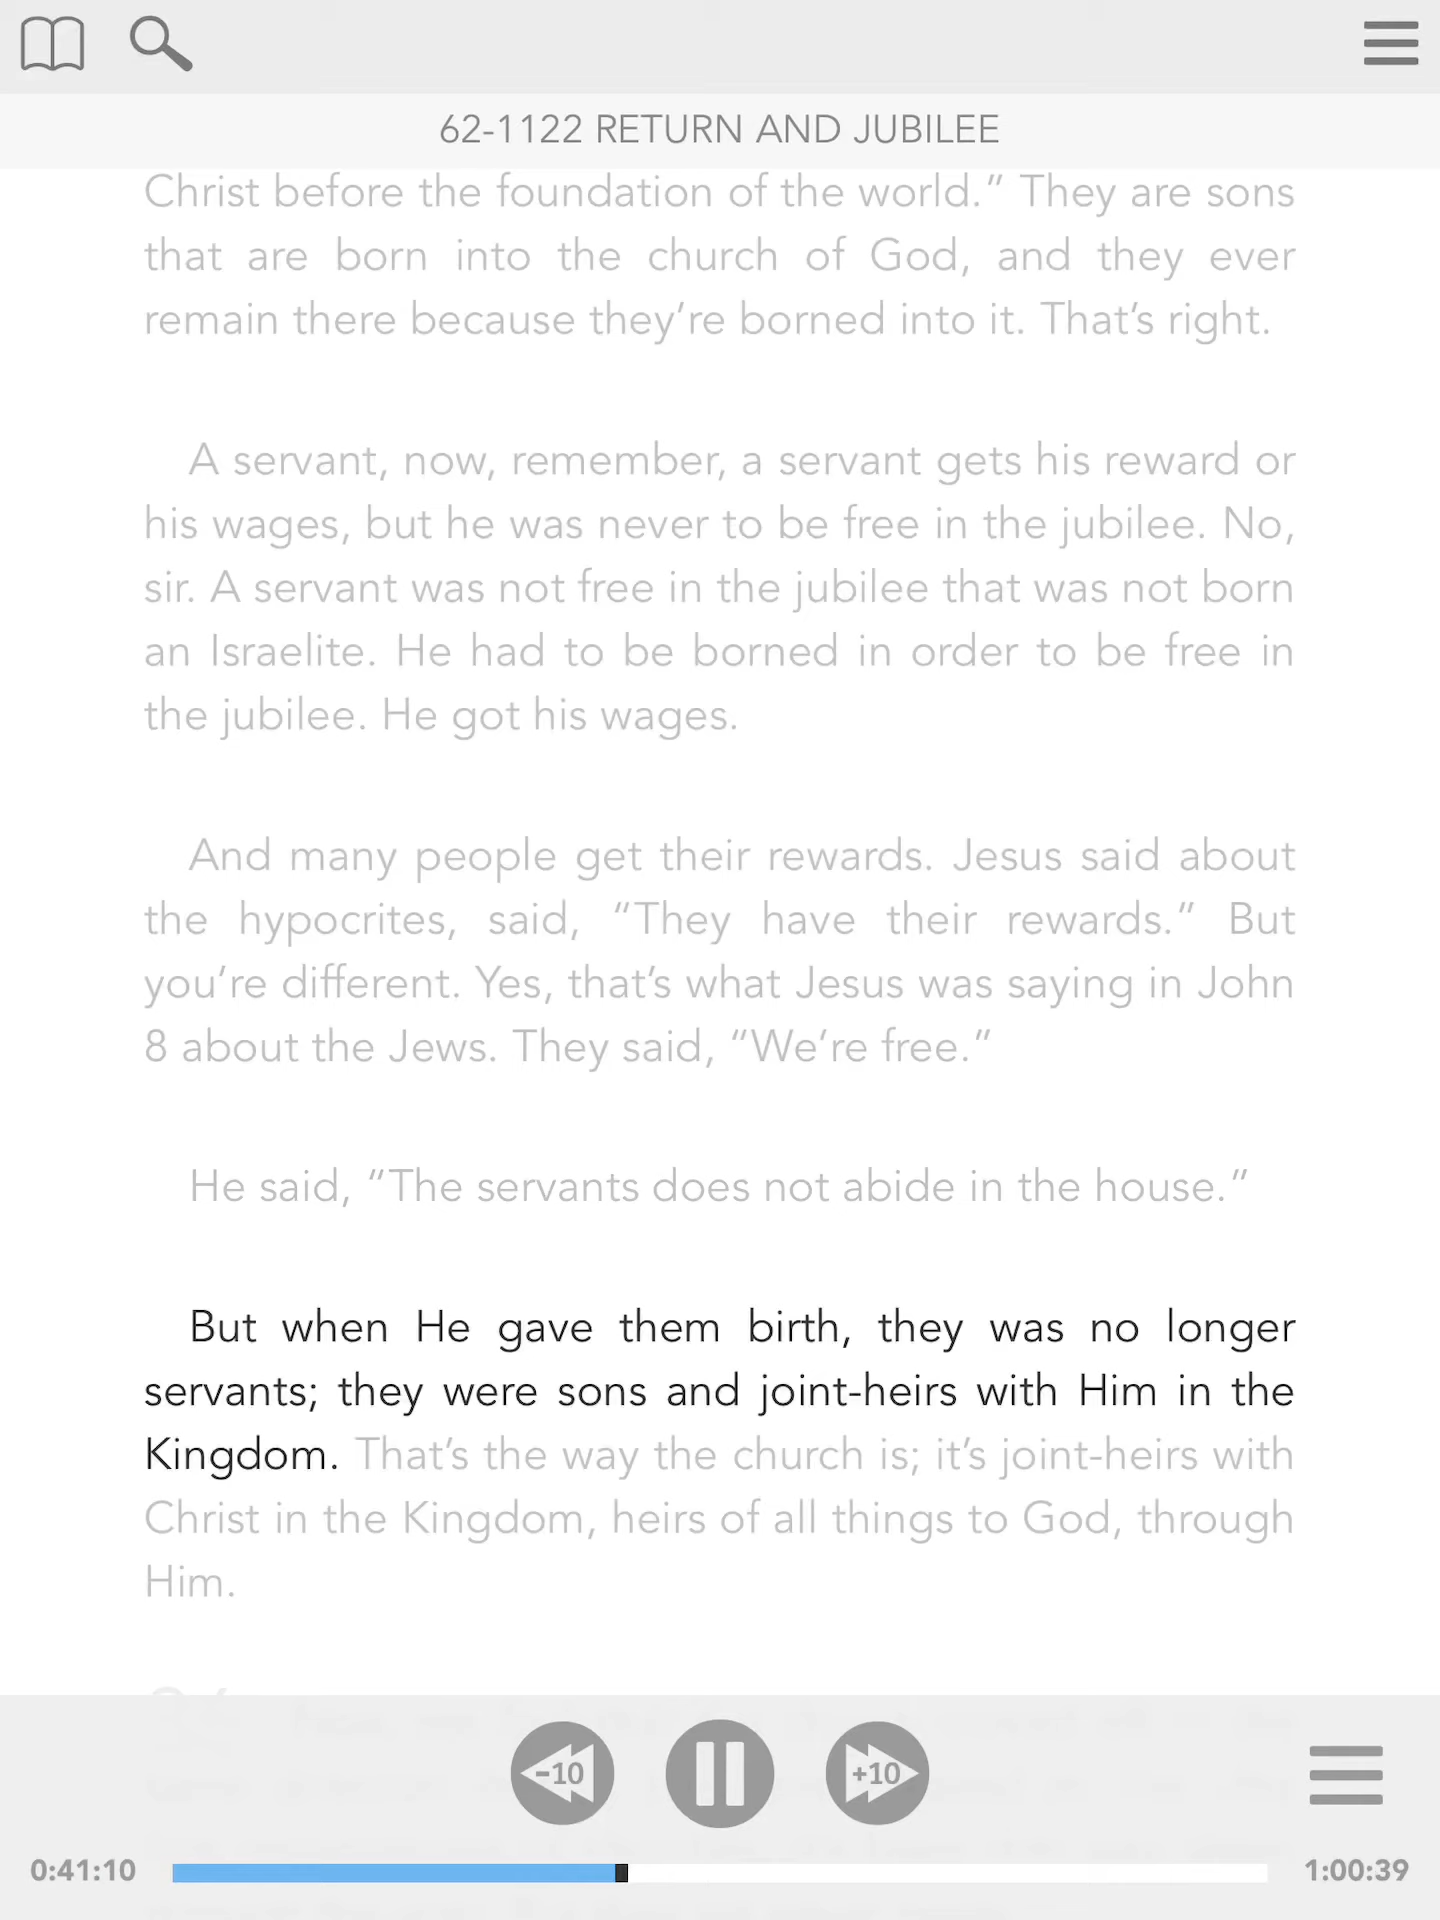 62-1122 RETURN AND JUBILEE
Christ before the foundation of the world.” They are sons
that are born into the church of God, and they ever
remain there because they’re borned into it. That’s right.
A servant, now, remember, a servant gets his reward or
his wages, but he was never to be free in the jubilee. No,
sir. A servant was not free in the jubilee that was not born
an Israelite. He had to be borned in order to be free in
the jubilee. He got his wages.
And many people get their rewards. Jesus said about
the hypocrites, said, “They have their rewards.” But
you’re different. Yes, that’s what Jesus was saying in John
8 about the Jews. They said, “We’re free.”
He said, “The servants does not abide in the house.”
But when He gave them birth, they was no longer
servants; they were sons and joint-heirs with Him in the
Kingdom. That’s the way the church is; it’s joint-heirs with
Christ in the Kingdom, heirs of all things to God, through
Him.
-10 +10
0:41:10 1:00:39